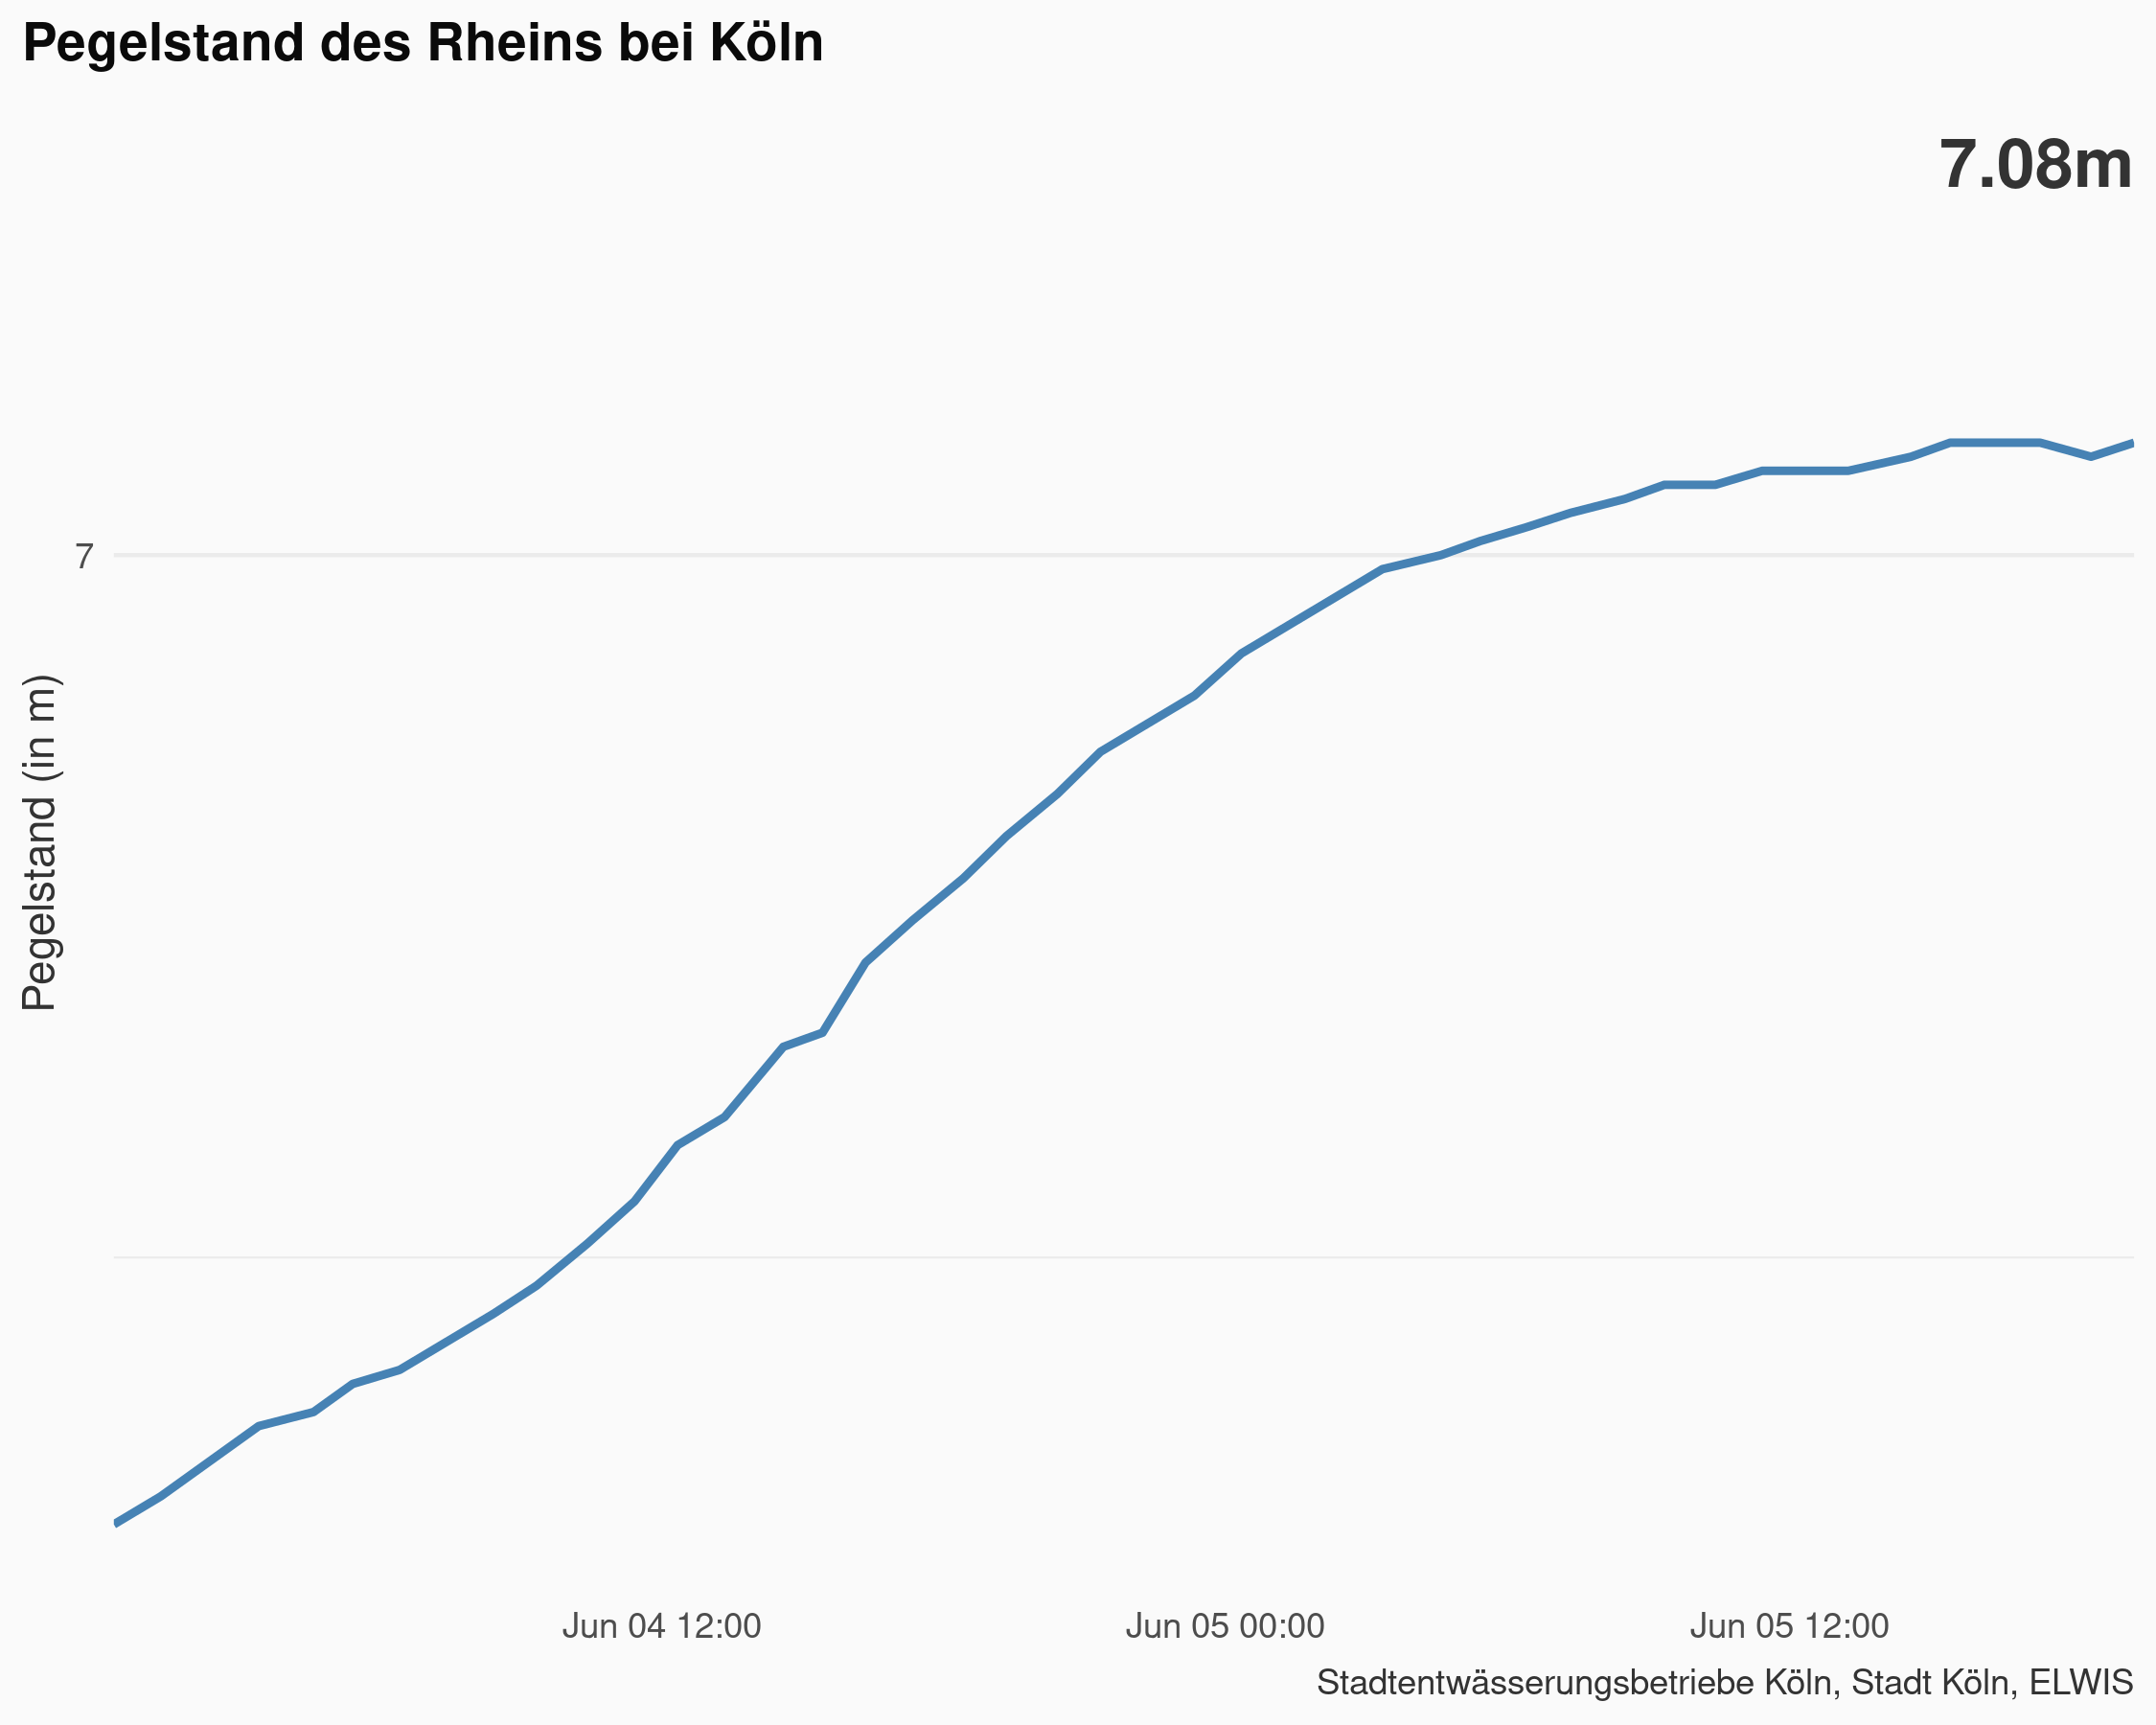 Pegelstand des Rheins bei Köln
7.08m
7
Pegelstand (in m)
Jun 04 12:00
Jun 05 00:00
Jun 05 12:00
Stadtentwässerungsbetriebe Köln, Stadt Köln, ELWIS